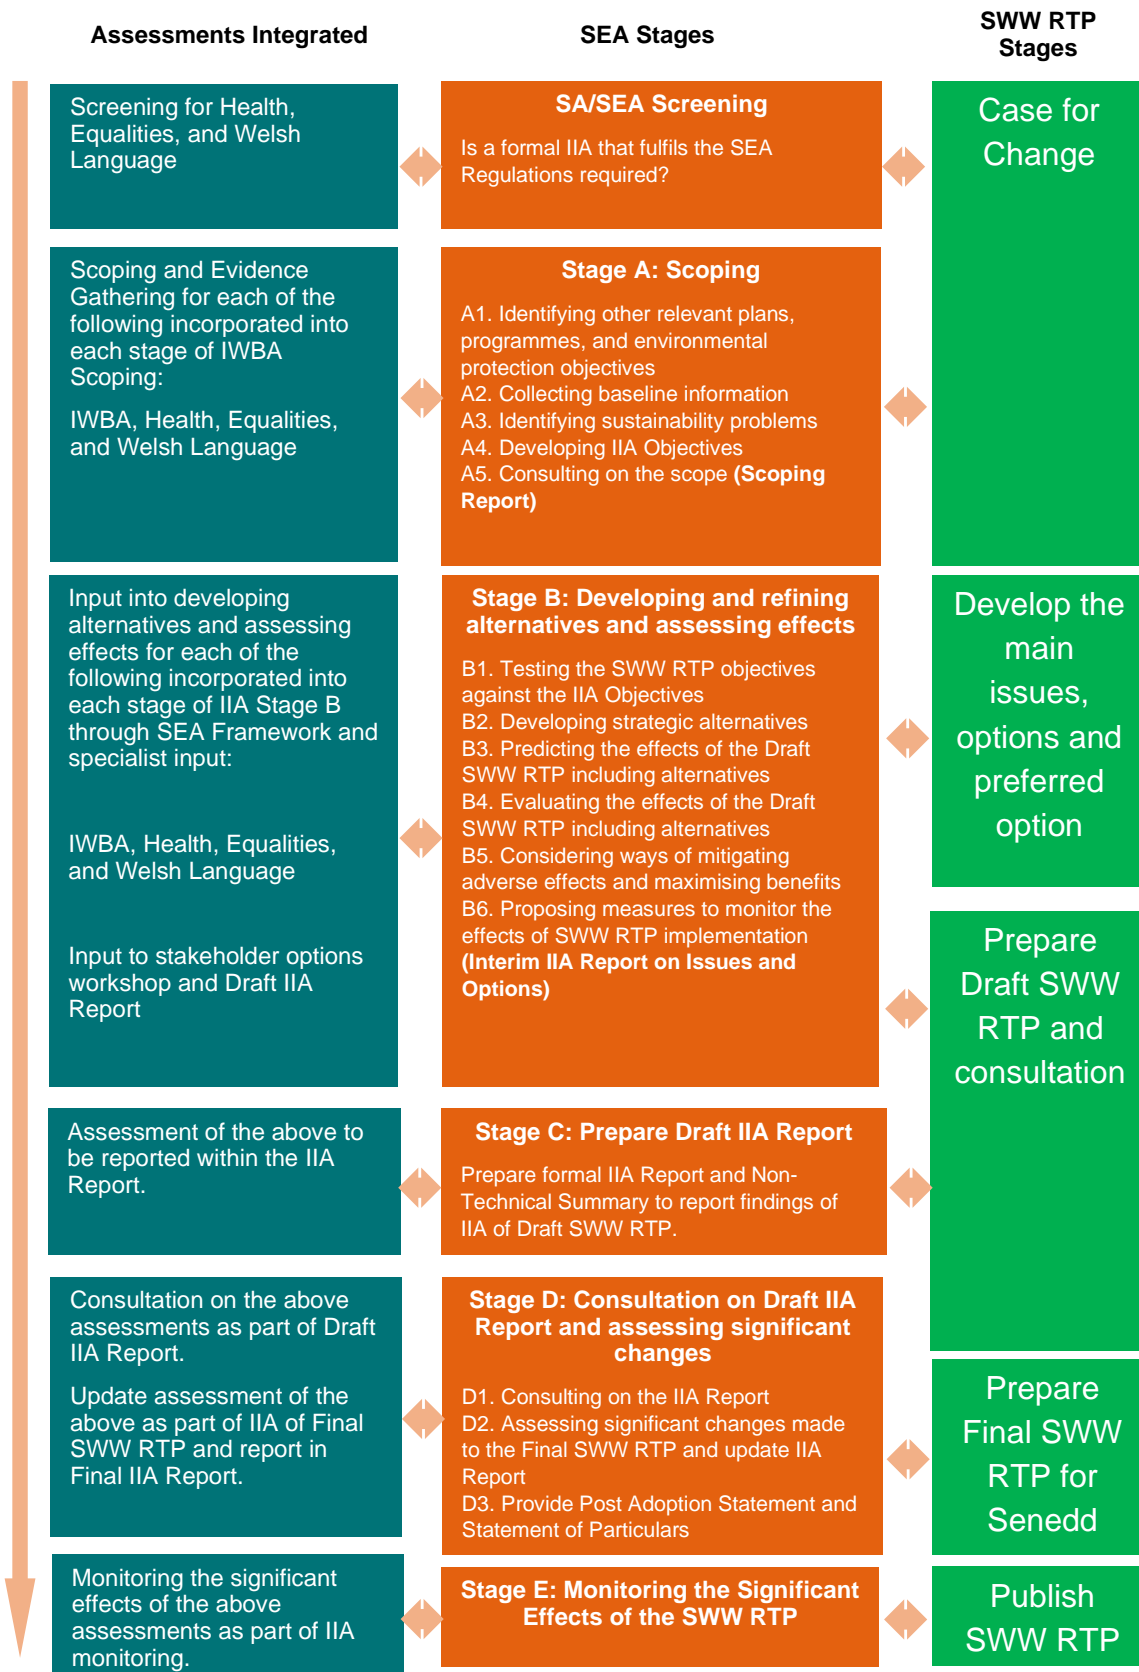 Assessments Integrated
SEA Stages
SWW RTP
Stages
Screening for Health,
Equalities, and Welsh
Language
SA/SEA Screening
Is a formal IIA that fulfils the SEA
Regulations required?
Case for
Change
Scoping and Evidence
Gathering for each of the
following incorporated into
each stage of IWBA
Scoping:
IWBA, Health, Equalities,
and Welsh Language
Stage A: Scoping
A1. Identifying other relevant plans,
programmes, and environmental
protection objectives
A2. Collecting baseline information
A3. Identifying sustainability problems
A4. Developing IIA Objectives
A5. Consulting on the scope (Scoping
Report)
Input into developing
alternatives and assessing
effects for each of the
following incorporated into
each stage of IIA Stage B
through SEA Framework and
specialist input:
IWBA, Health, Equalities,
and Welsh Language
Input to stakeholder options
workshop and Draft IIA
Report
Stage B: Developing and refining
alternatives and assessing effects
B1. Testing the SWW RTP objectives
against the IIA Objectives
B2. Developing strategic alternatives
B3. Predicting the effects of the Draft
SWW RTP including alternatives
B4. Evaluating the effects of the Draft
SWW RTP including alternatives
B5. Considering ways of mitigating
adverse effects and maximising benefits
B6. Proposing measures to monitor the
effects of SWW RTP implementation
(Interim IIA Report on Issues and
Options)
Develop the
main
issues,
options and
preferred
option
Prepare
Draft SWW
RTP and
consultation
Assessment of the above to
be reported within the IIA
Report.
Stage C: Prepare Draft IIA Report
Prepare formal IIA Report and Non-
Technical Summary to report findings of
IIA of Draft SWW RTP.
Consultation on the above
assessments as part of Draft
IIA Report.
Update assessment of the
above as part of IIA of Final
SWW RTP and report in
Final IIA Report.
Stage D: Consultation on Draft IIA
Report and assessing significant
changes
D1. Consulting on the IIA Report
D2. Assessing significant changes made
to the Final SWW RTP and update IIA
Report
D3. Provide Post Adoption Statement and
Statement of Particulars
Prepare
Final SWW
RTP for
Senedd
Monitoring the significant
effects of the above
assessments as part of IIA
monitoring.
Stage E: Monitoring the Significant
Effects of the SWW RTP
Publish
SWW RTP